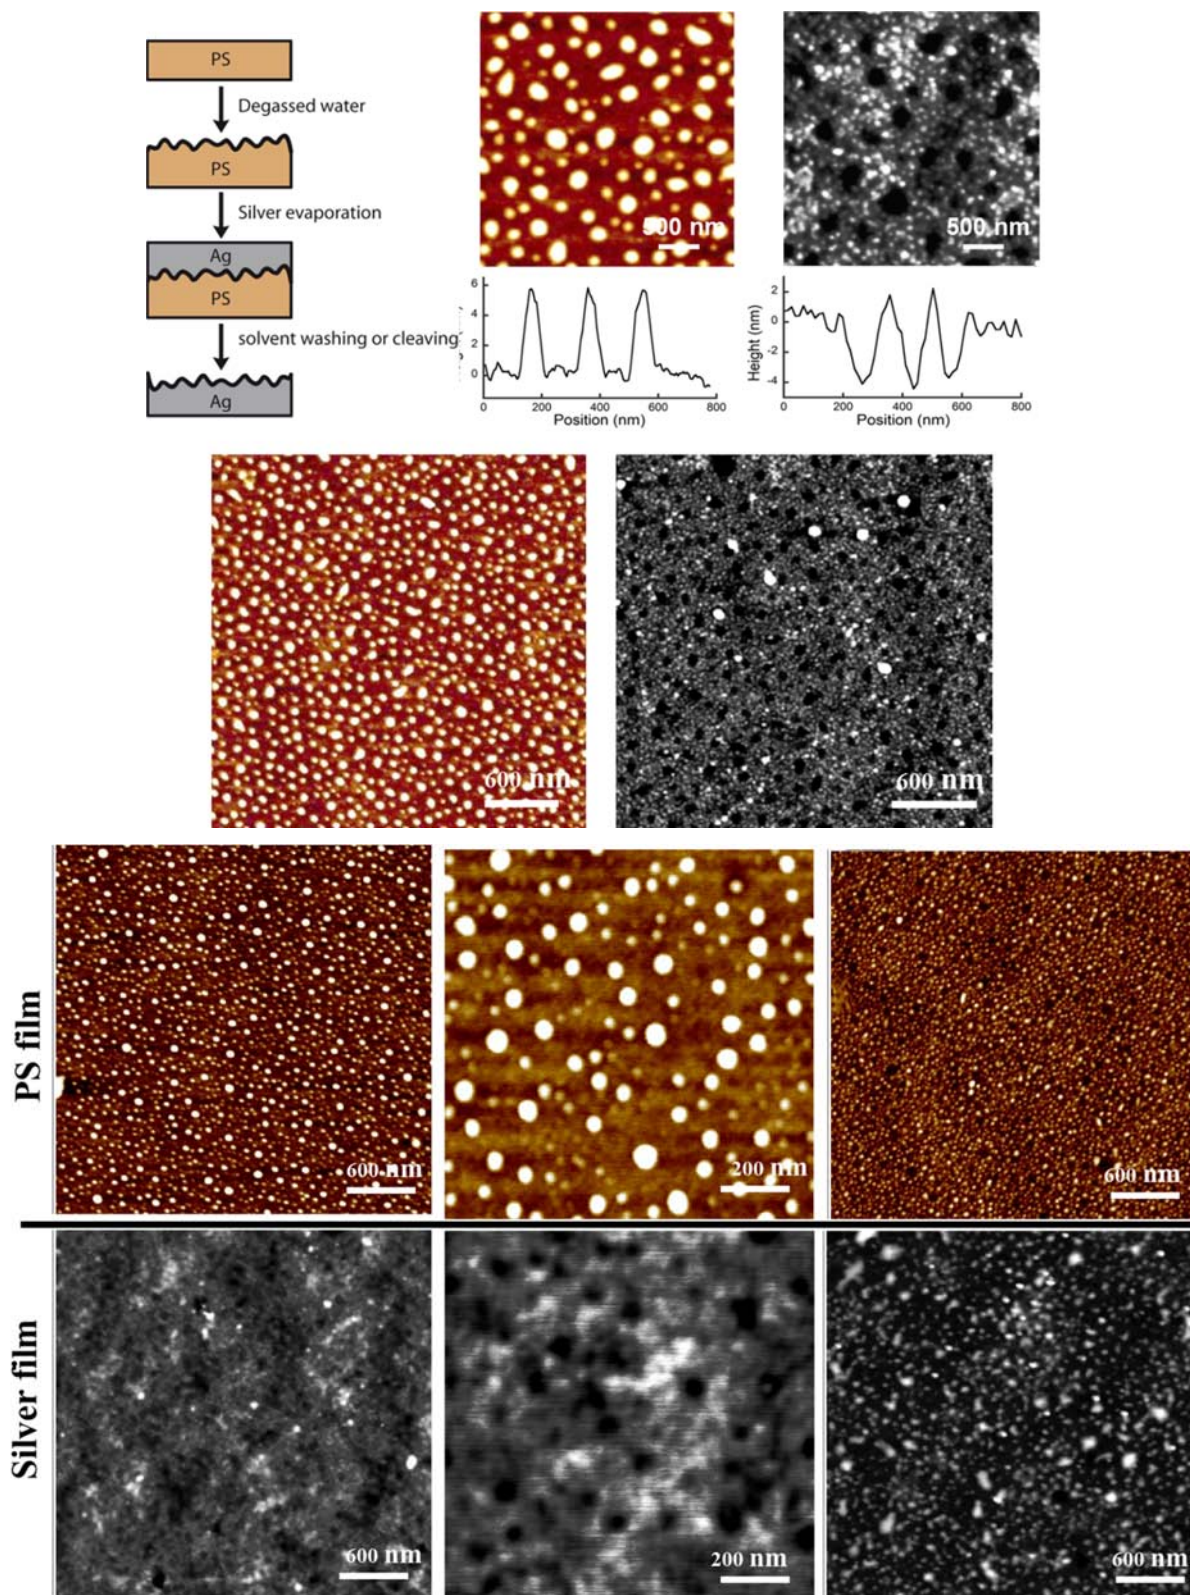 PS
Degassed water
PS
Silver evaporation
Ag
PS
solvent washing or cleaving
Ag
500 nm
500 nm
6
4
2
0
0
200
400
600
800
Position (nm)
Height (nm)
2
0
-2
-4
0
200
400
600
800
Position (nm)
600 nm
600 nm
PS film
600 nm
200 nm
600 nm
Silver film
600 nm
200 nm
600 nm